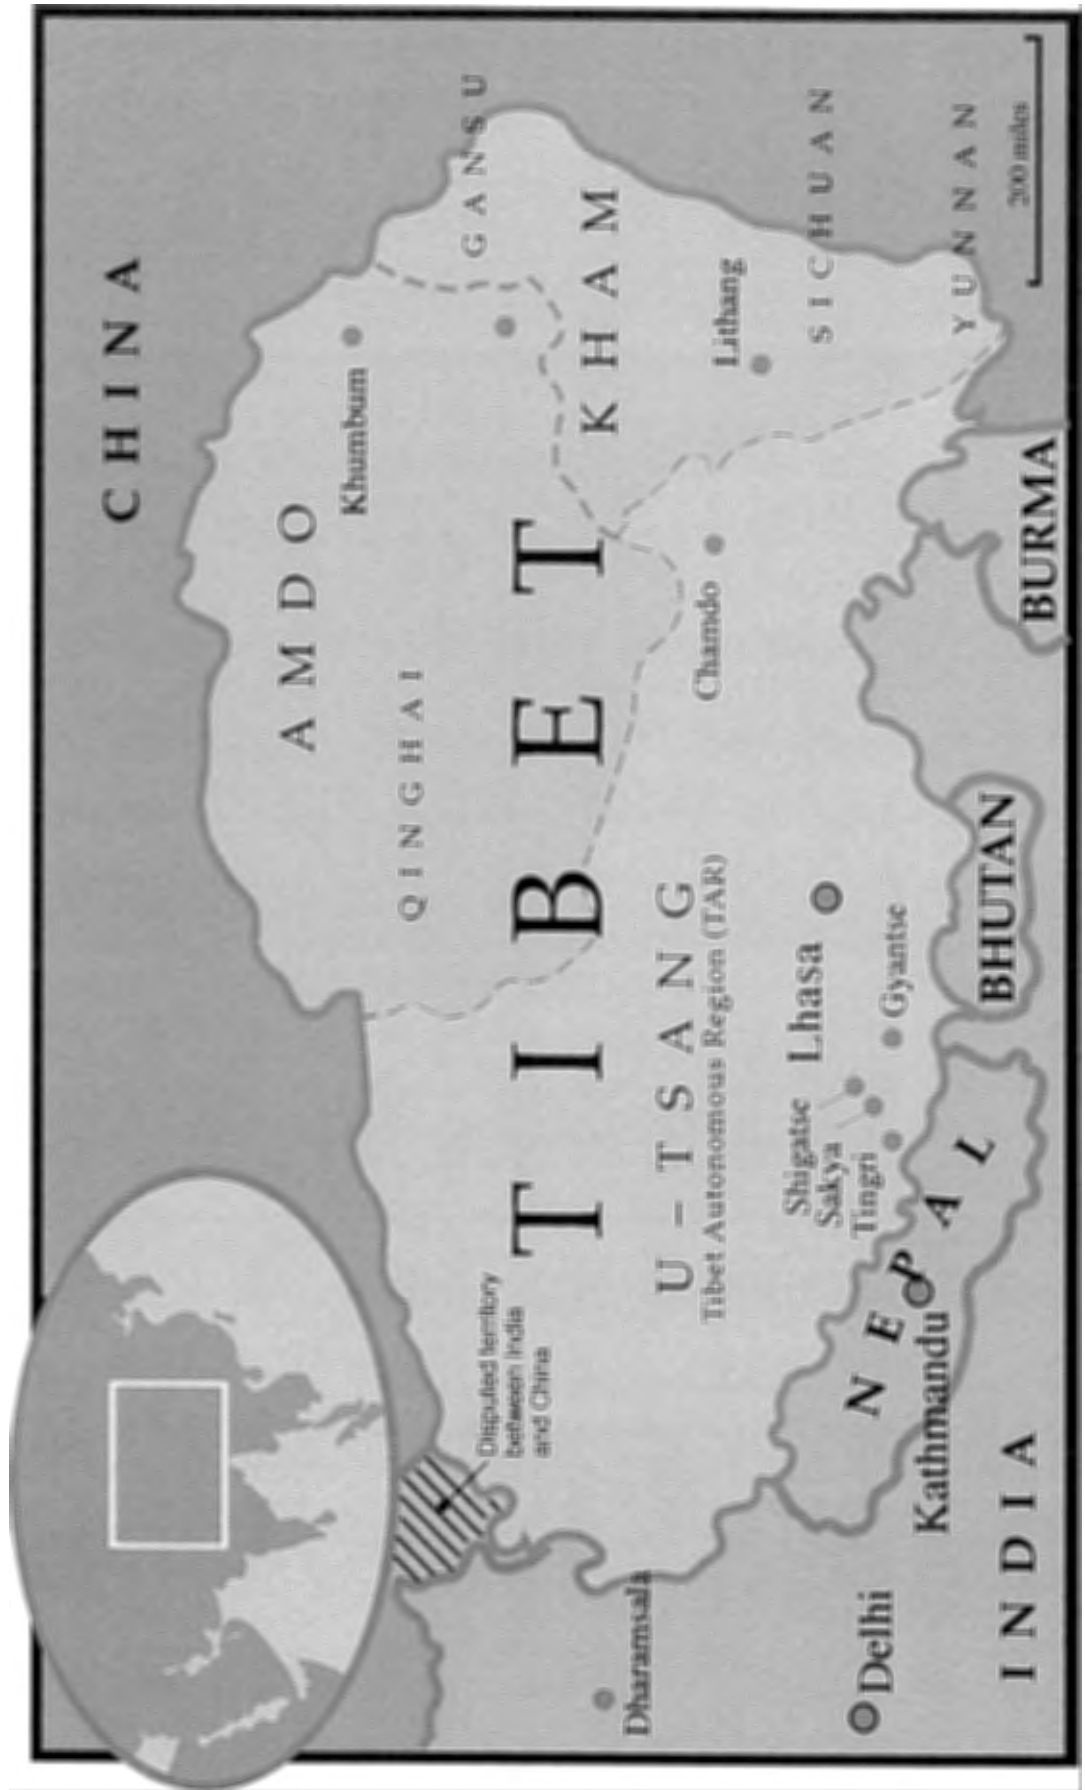 CHINA
AMDO
Khumbum
QINGHAI
GANSU
Disputed territory
between India
and China
TIBET
KHAM
Dharamsala
U-TSANG
Tibet Autonomous Region (TAR)
Chamdo
Lithang
SICHUAN
Shigatse
Sakya
Tingri
Lhasa
Gyantse
Delhi
NEPAL
Kathmandu
YUNNAN
INDIA
BHUTAN
BURMA
200 miles